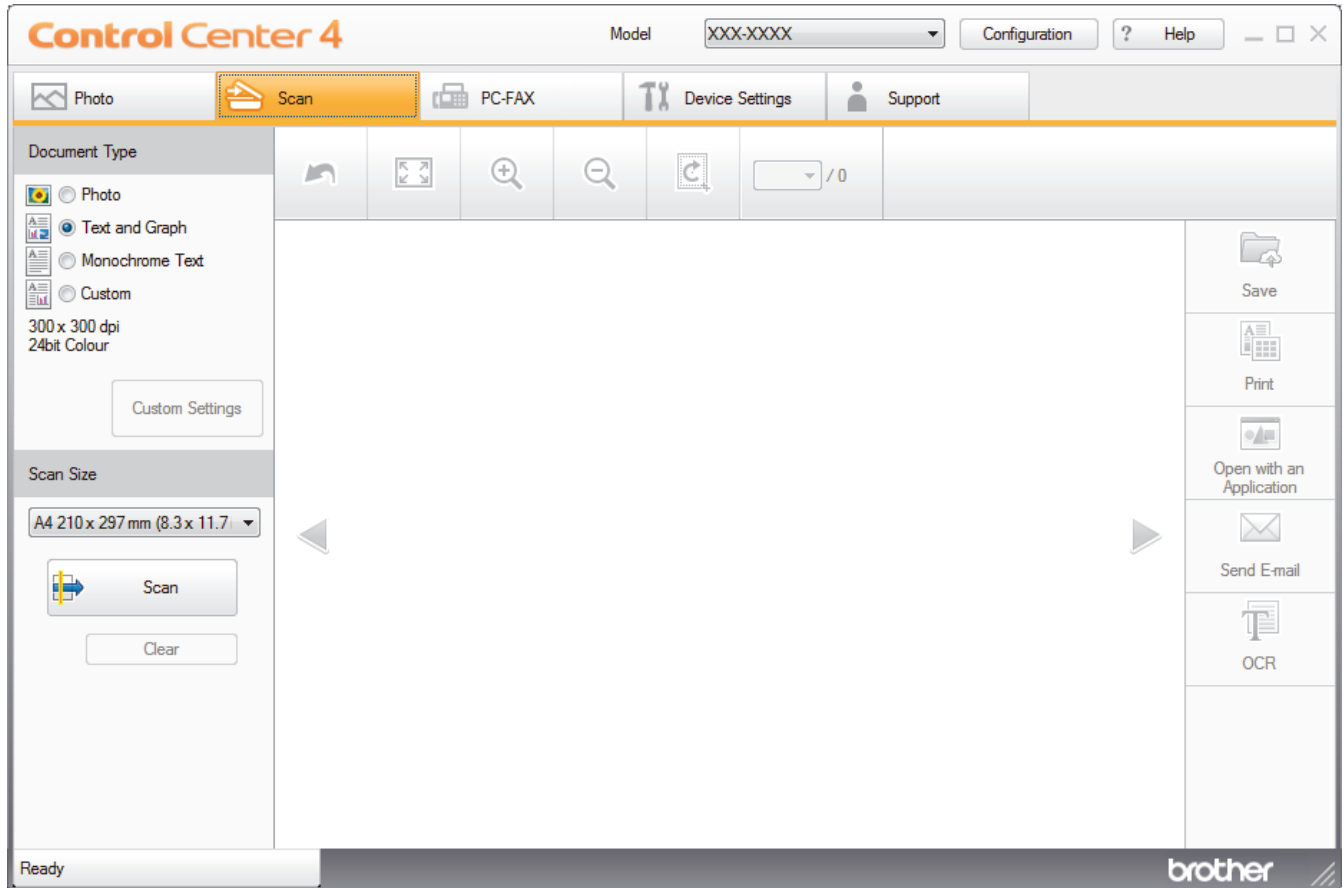 Control Center 4
Model
XXX-XXXX
Configuration
? Help
Photo
Scan
PC-FAX
Device Settings
Support
Document Type
Photo
Text and Graph
Monochrome Text
Custom
300 x 300 dpi
24bit Colour
Custom Settings
Scan Size
A4 210 x 297 mm (8.3 x 11.7
Scan
Clear
/ 0
Save
Print
Open with an
Application
Send E-mail
OCR
Ready
brother